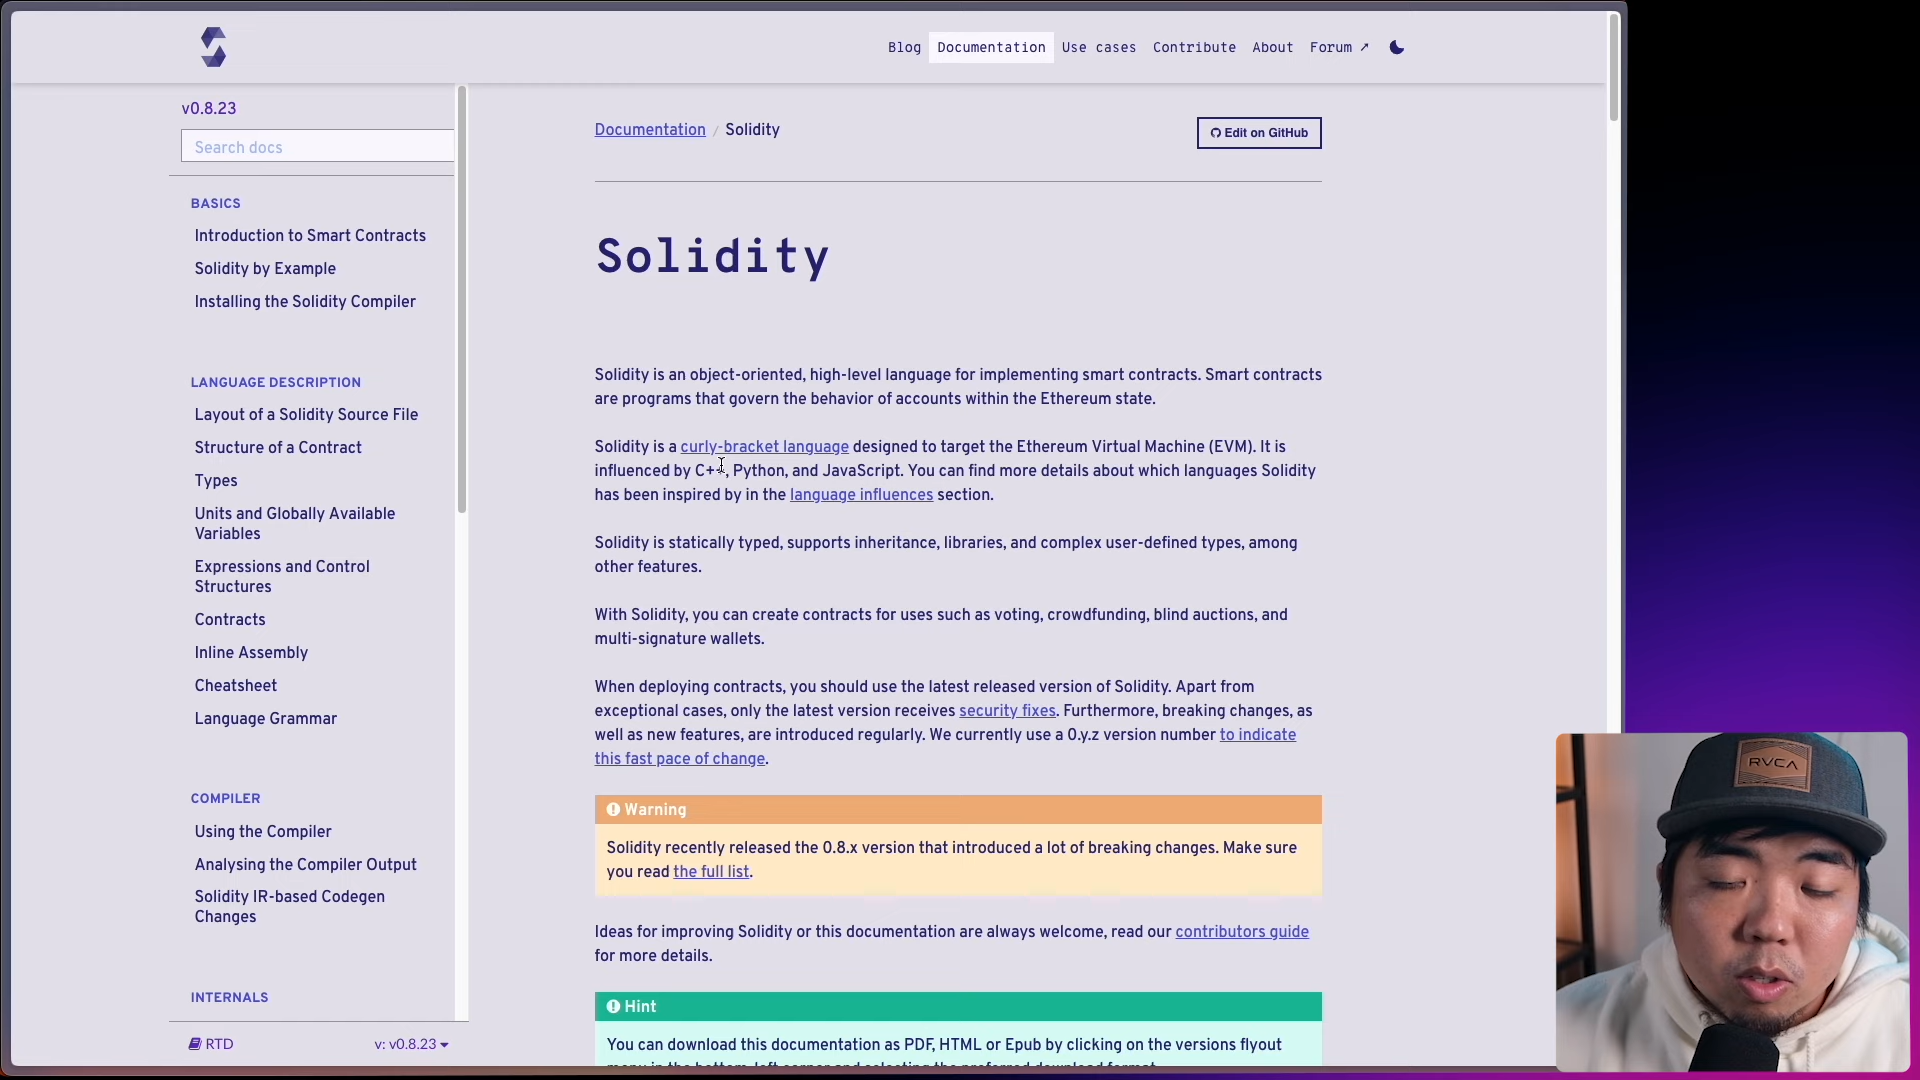 Blog Documentation Use cases Contribute About Forum ↗
v0.8.23
Search docs
BASICS
Introduction to Smart Contracts
Solidity by Example
Installing the Solidity Compiler
LANGUAGE DESCRIPTION
Layout of a Solidity Source File
Structure of a Contract
Types
Units and Globally Available
Variables
Expressions and Control
Structures
Contracts
Inline Assembly
Cheatsheet
Language Grammar
COMPILER
Using the Compiler
Analysing the Compiler Output
Solidity IR-based Codegen
Changes
INTERNALS
RTD v: v0.8.23
Documentation / Solidity
Edit on GitHub
Solidity
Solidity is an object-oriented, high-level language for implementing smart contracts. Smart contracts
are programs that govern the behavior of accounts within the Ethereum state.
Solidity is a curly-bracket language designed to target the Ethereum Virtual Machine (EVM). It is
influenced by C++, Python, and JavaScript. You can find more details about which languages Solidity
has been inspired by in the language influences section.
Solidity is statically typed, supports inheritance, libraries, and complex user-defined types, among
other features.
With Solidity, you can create contracts for uses such as voting, crowdfunding, blind auctions, and
multi-signature wallets.
When deploying contracts, you should use the latest released version of Solidity. Apart from
exceptional cases, only the latest version receives security fixes. Furthermore, breaking changes, as
well as new features, are introduced regularly. We currently use a 0.y.z version number to indicate
this fast pace of change.
Warning
Solidity recently released the 0.8.x version that introduced a lot of breaking changes. Make sure
you read the full list.
Ideas for improving Solidity or this documentation are always welcome, read our contributors guide
for more details.
Hint
You can download this documentation as PDF, HTML or Epub by clicking on the versions flyout
menu in the bottom-left corner and selecting the preferred download format.
RVCA